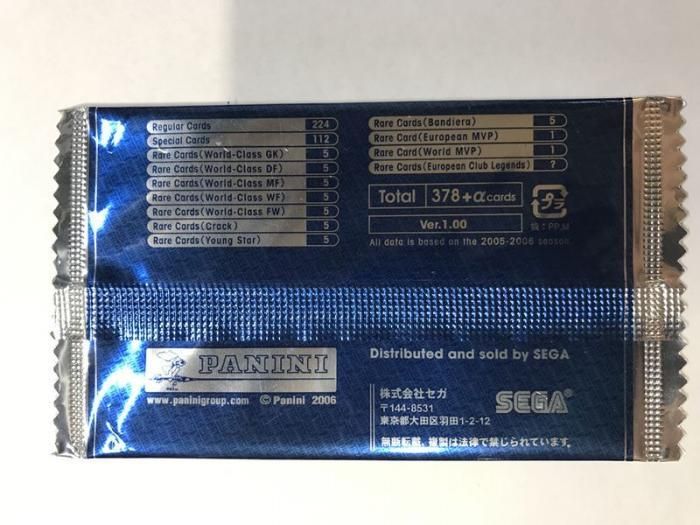 Regular Cards 224
Special Cards 112
Rare Cards(World-Class GK) 5
Rare Cards(World-Class DF) 5
Rare Cards(World-Class MF) 5
Rare Cards(World-Class WF) 5
Rare Cards(World-Class FW) 5
Rare Cards(Crack) 5
Rare Cards(Young Star) 5
Rare Cards(Bandiera) 5
Rare Card(European MVP) 1
Rare Card(World MVP) 1
Rare Cards(European Club Legends) ?
Total 378+αcards
Ver.1.00
All data is based on the 2005-2006 season.
プラ
袋:PP,M
PANINI
www.paninigroup.com © Panini 2006
Distributed and sold by SEGA
株式会社セガ
〒144-8531
東京都大田区羽田1-2-12
SEGA®
無断転載、複製は法律で禁じられています。